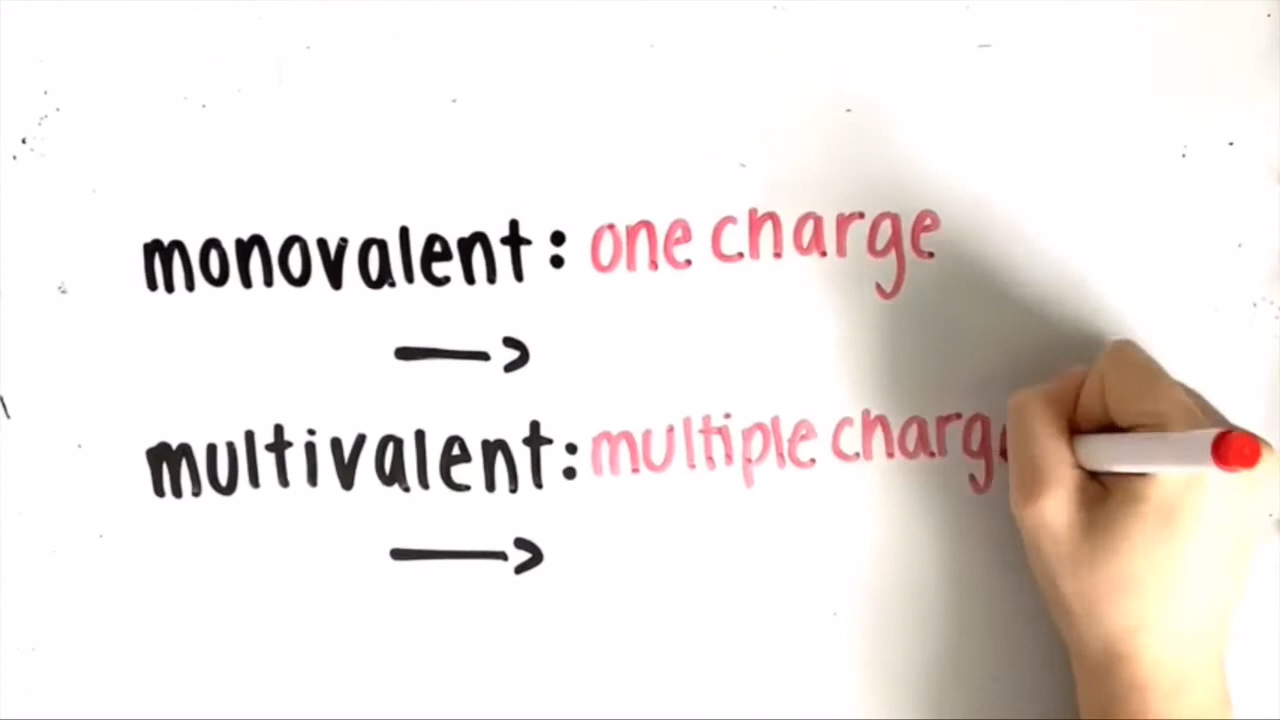 monovalent: one charge
→
multivalent: multiple charg
→